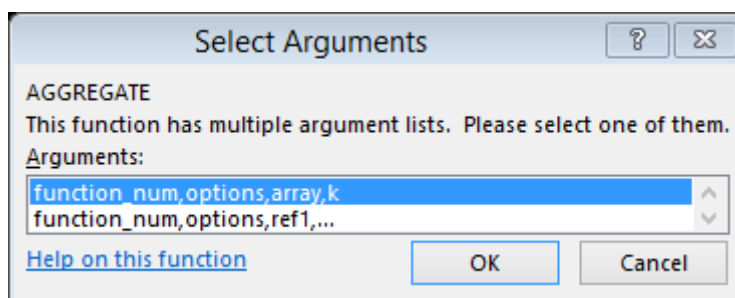 Select Arguments
?
AGGREGATE
This function has multiple argument lists. Please select one of them.
Arguments:
function_num,options,array,k
function_num,options,ref1,...
Help on this function
OK
Cancel